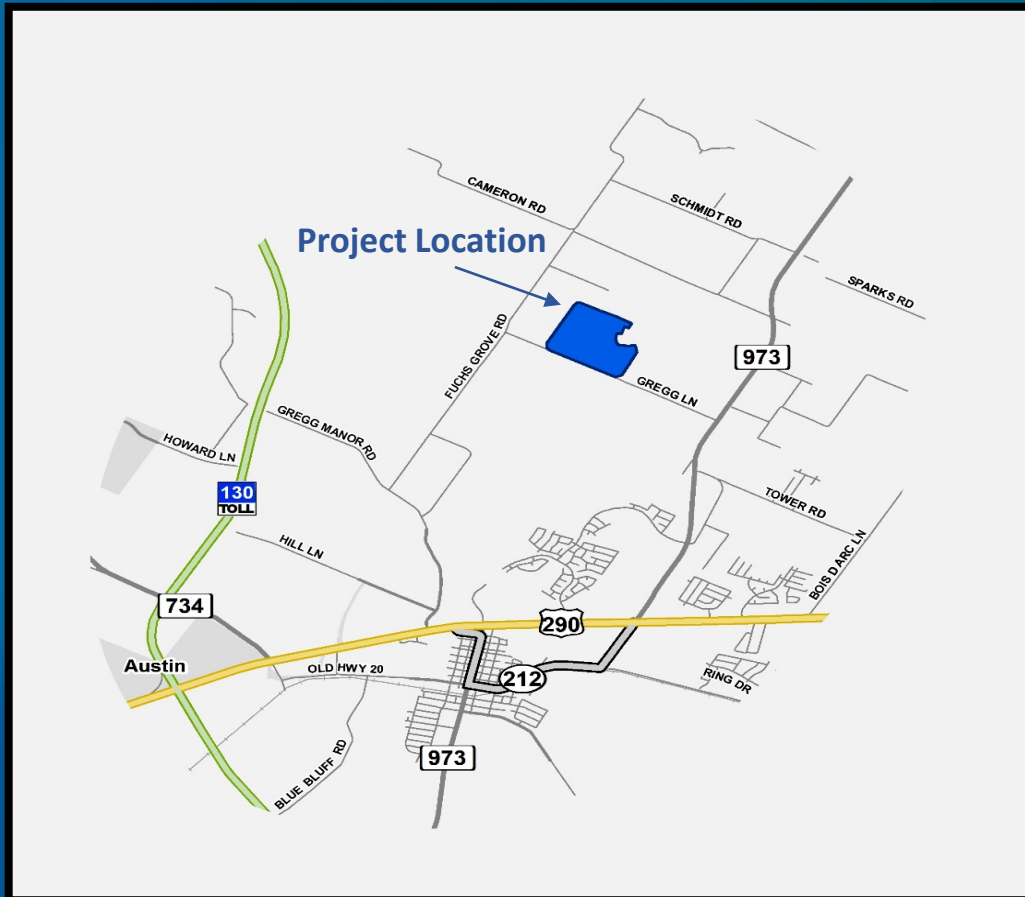 CAMERON RD
SCHMIDT RD
Project Location
SPARKS RD
FUCHS GROVE RD
973
GREGG LN
GREGG MANOR RD
HOWARD LN
130
TOLL
TOWER RD
HILL LN
BOIS D ARC LN
734
290
Austin
OLD HWY 20
212
RING DR
973
BLUE BLUFF RD